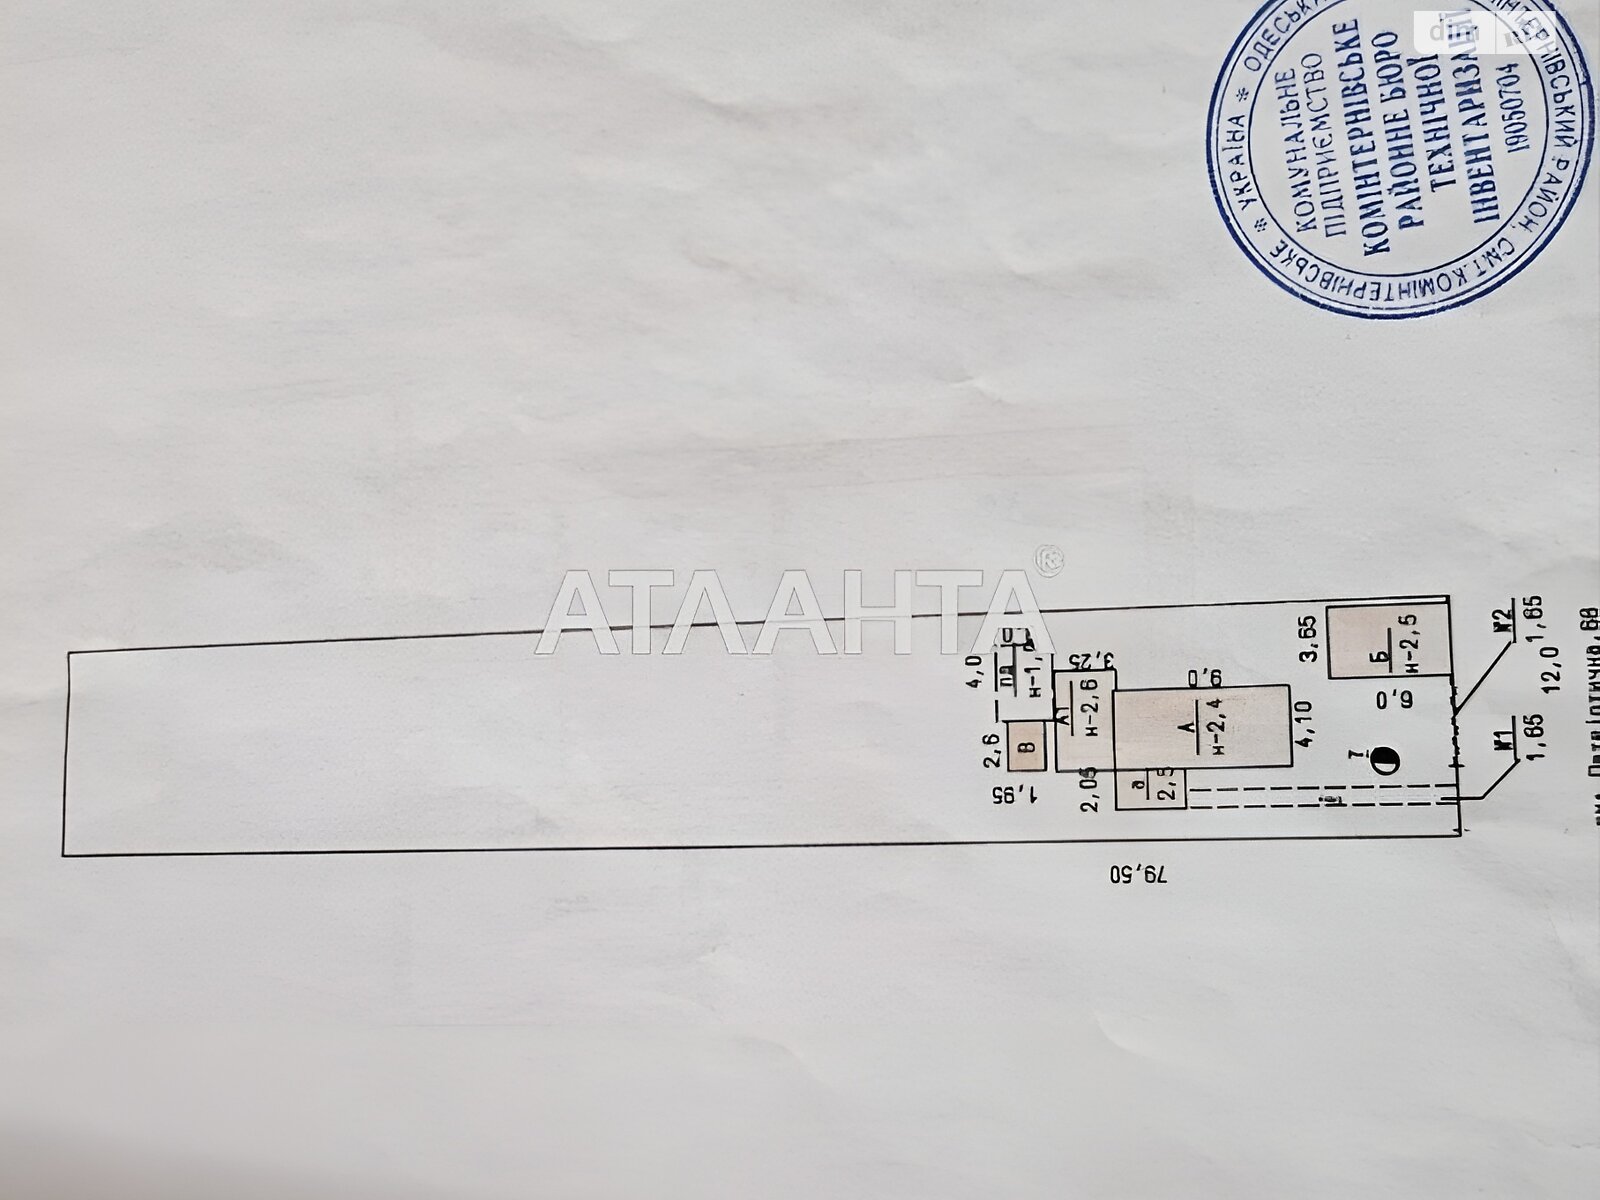 УКРАЇНА * ОДЕСЬКА
РАЙОН, СМТ.КОМІНТЕРНІВСЬКЕ *
КОМУНАЛЬНЕ
ПІДПРИЄМСТВО
КОМІНТЕРНІВСЬКЕ
РАЙОННЕ БЮРО
ТЕХНІЧНОЇ
19050704
АТЛАНТА®
4,0
3,25
2,6
В
1,95
н-2,6
2,05
9,0
А
н-2,4
4,10
а
2,5
3,65
Б
н-2,5
6,0
7
№2
1,65
12,0
№1
1,65
79,50